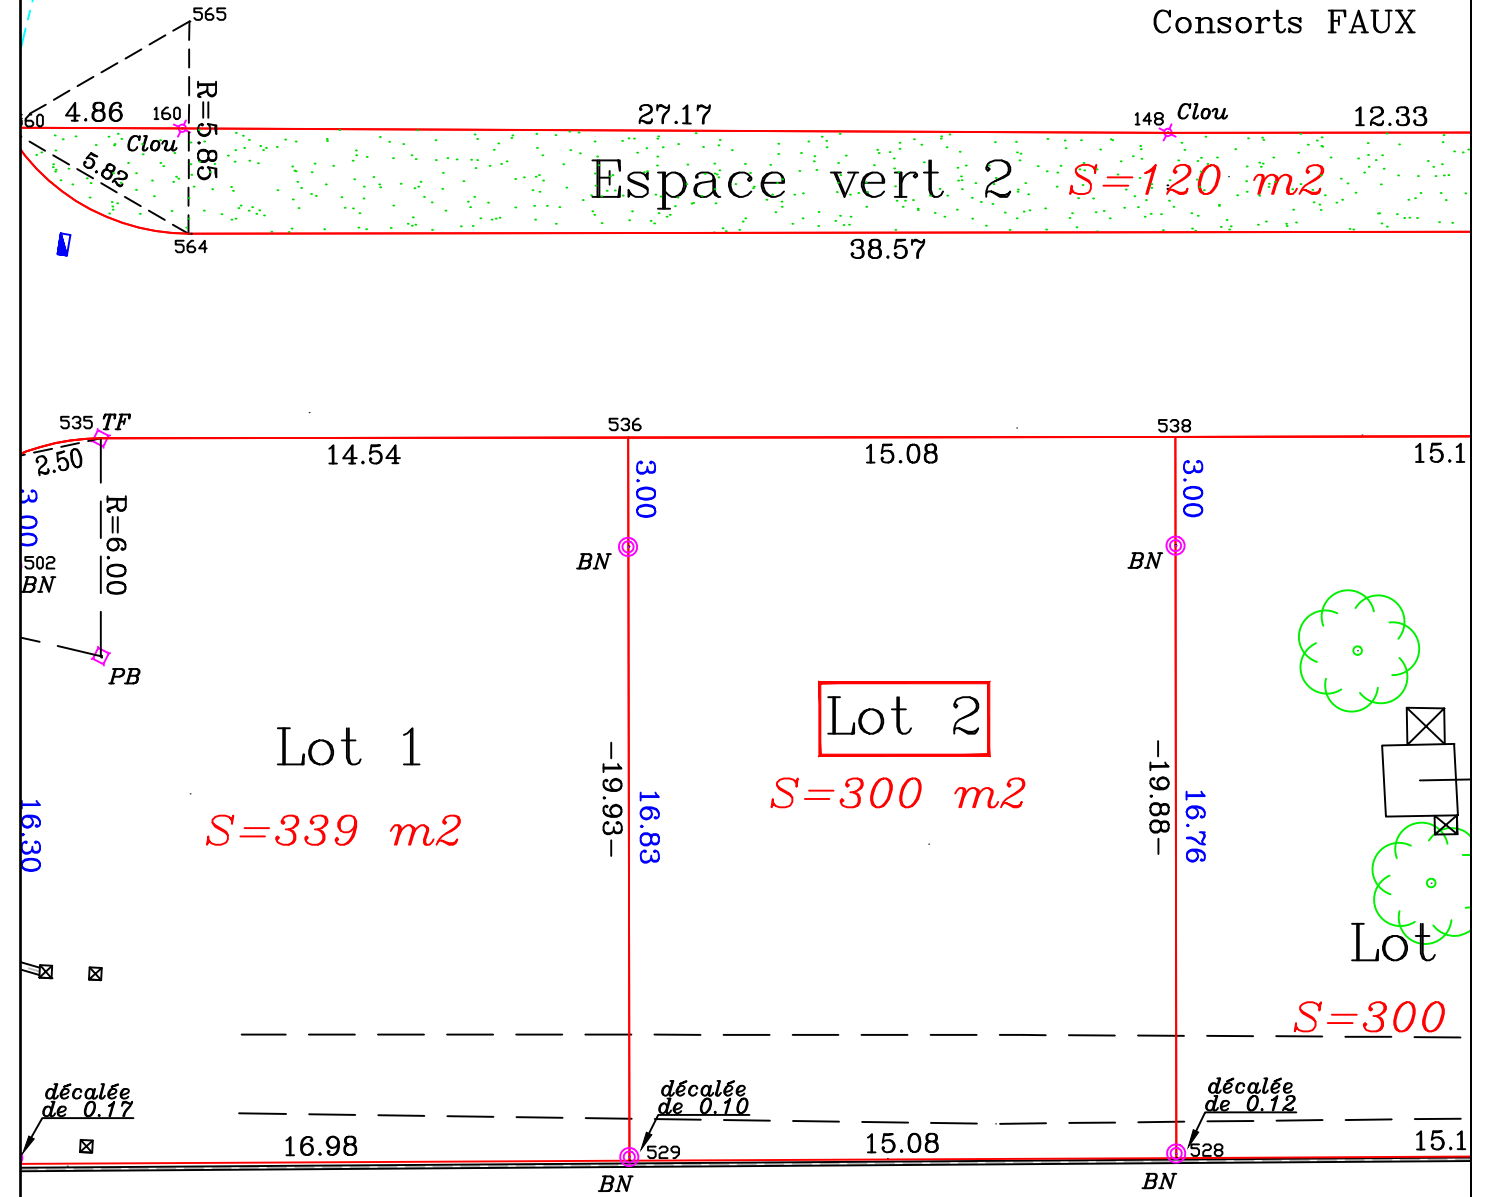 565
Consorts FAUX
4.86
160
R=5.85
27.17
148
Clou
12.33
60
Clou
5.82
Espace vert 2
S=120 m2
564
38.57
535
TF
536
538
2.50
14.54
15.08
15.1
3.00
R=6.00
3.00
3.00
502
BN
BN
BN
PB
Lot 1
S=339 m2
Lot 2
S=300 m2
16.30
-19.93-
16.83
-19.88-
16.76
Lot
S=300
décalée
de 0.17
décalée
de 0.10
décalée
de 0.12
16.98
529
15.08
528
15.1
BN
BN